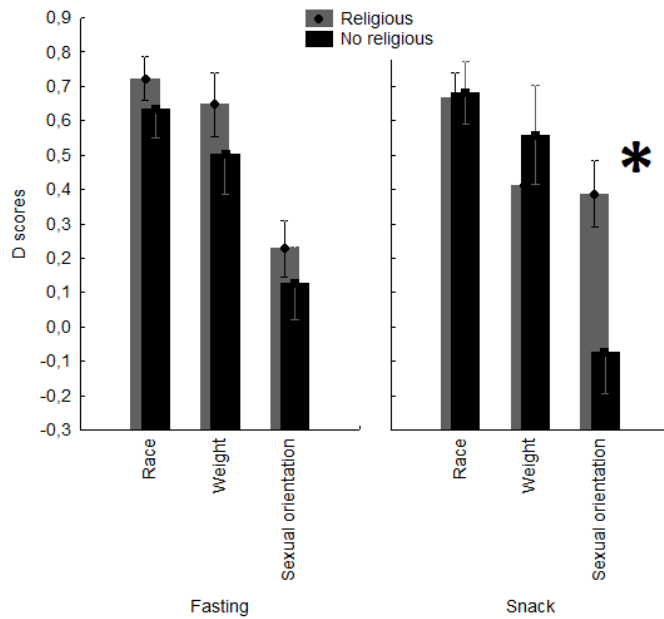 Religious
No religious
0,9
0,8
0,7
0,6
0,5
0,4
0,3
0,2
0,1
0,0
-0,1
-0,2
-0,3
D scores
*
Race
Weight
Sexual orientation
Race
Weight
Sexual orientation
Fasting
Snack